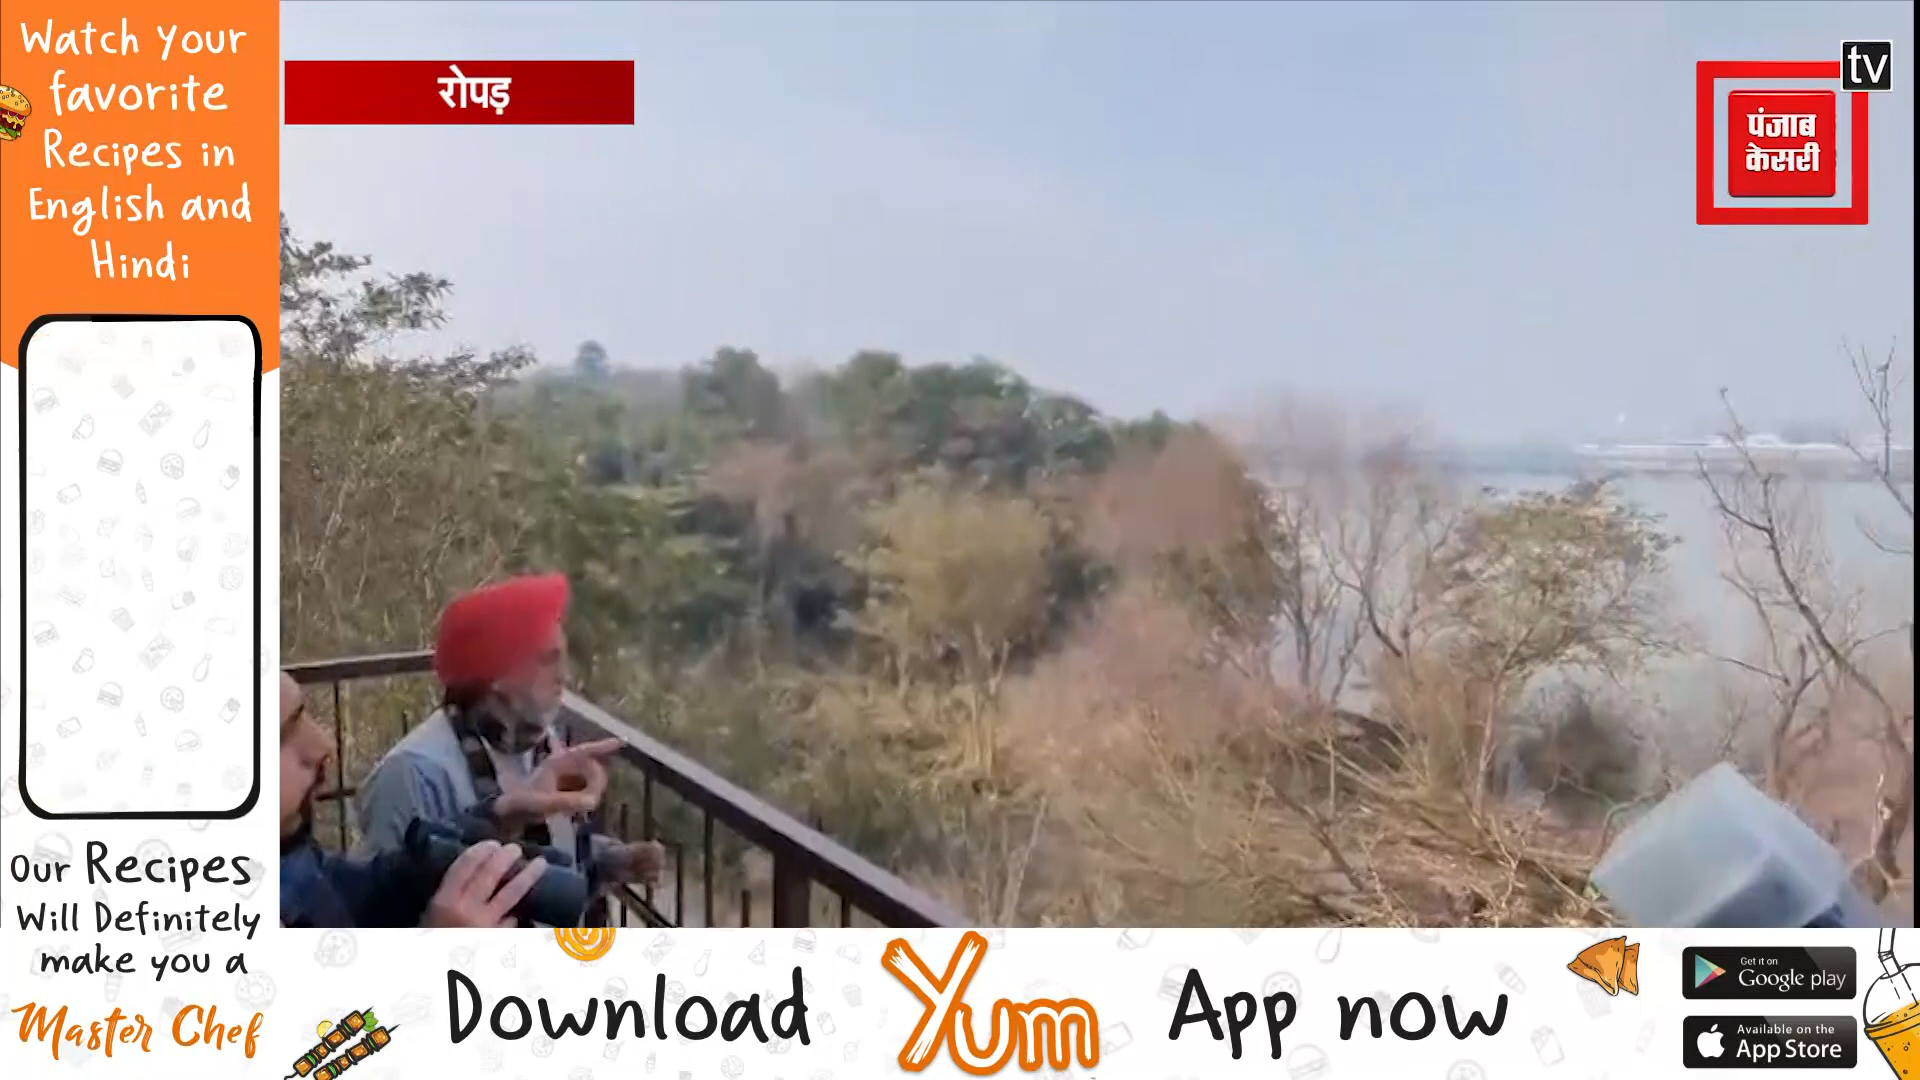 Watch your
favorite
Recipes in
English and
Hindi
रोपड़
tv
पंजाब
केसरी
Our Recipes
Will Definitely
make you a
Master Chef
Download Yum App now
Get it on
Google play
Available on the
App Store